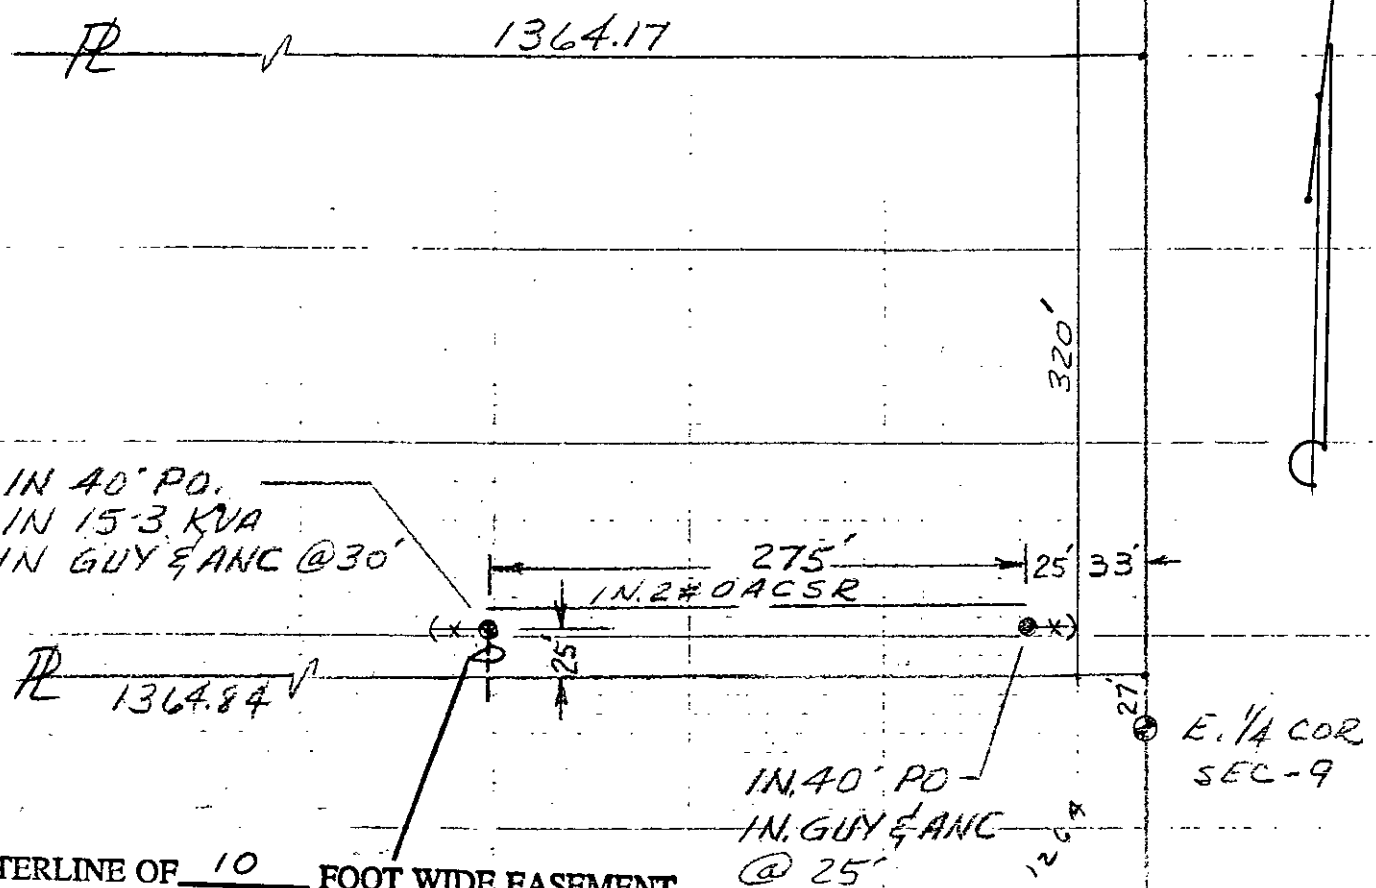 PL 1364.17
320'
IN 40' PO.
IN 15-3 KVA
IN GUY & ANC @ 30'
275' 25' 33'
IN. 2 # 0 ACSR
25'
PL 1364.84
27'
E. 1/4 COR
SEC-9
IN. 40' PO
IN. GUY & ANC
@ 25'
TERLINE OF 10 FOOT WIDE EASEMENT